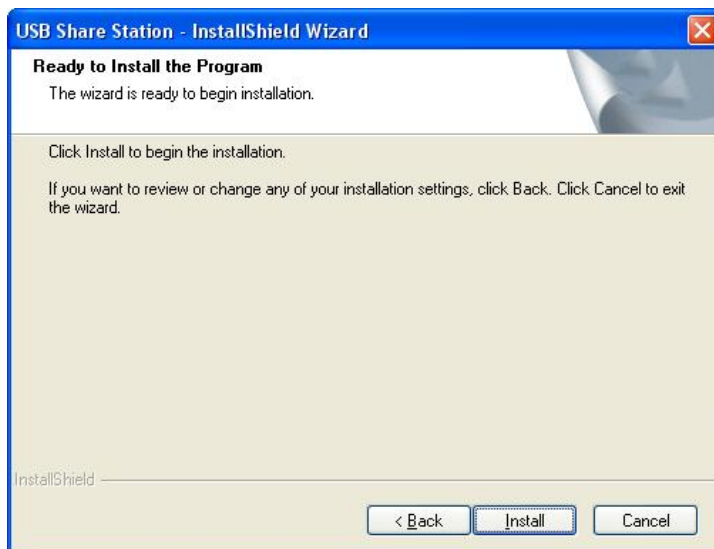 USB Share Station - InstallShield Wizard
Ready to Install the Program
The wizard is ready to begin installation.
Click Install to begin the installation.
If you want to review or change any of your installation settings, click Back. Click Cancel to exit
the wizard.
InstallShield
< Back
Install
Cancel